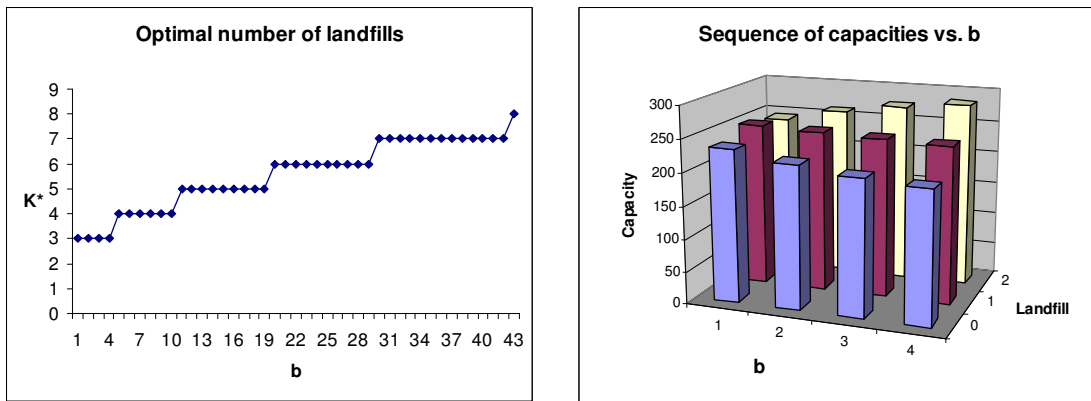 Optimal number of landfills
9
8
7
6
5
4
3
2
1
0
K*
1 4 7 10 13 16 19 22 25 28 31 34 37 40 43
b
Sequence of capacities vs. b
300
250
200
150
100
50
0
Capacity
1 2 3 4
b
0
1
2
Landfill